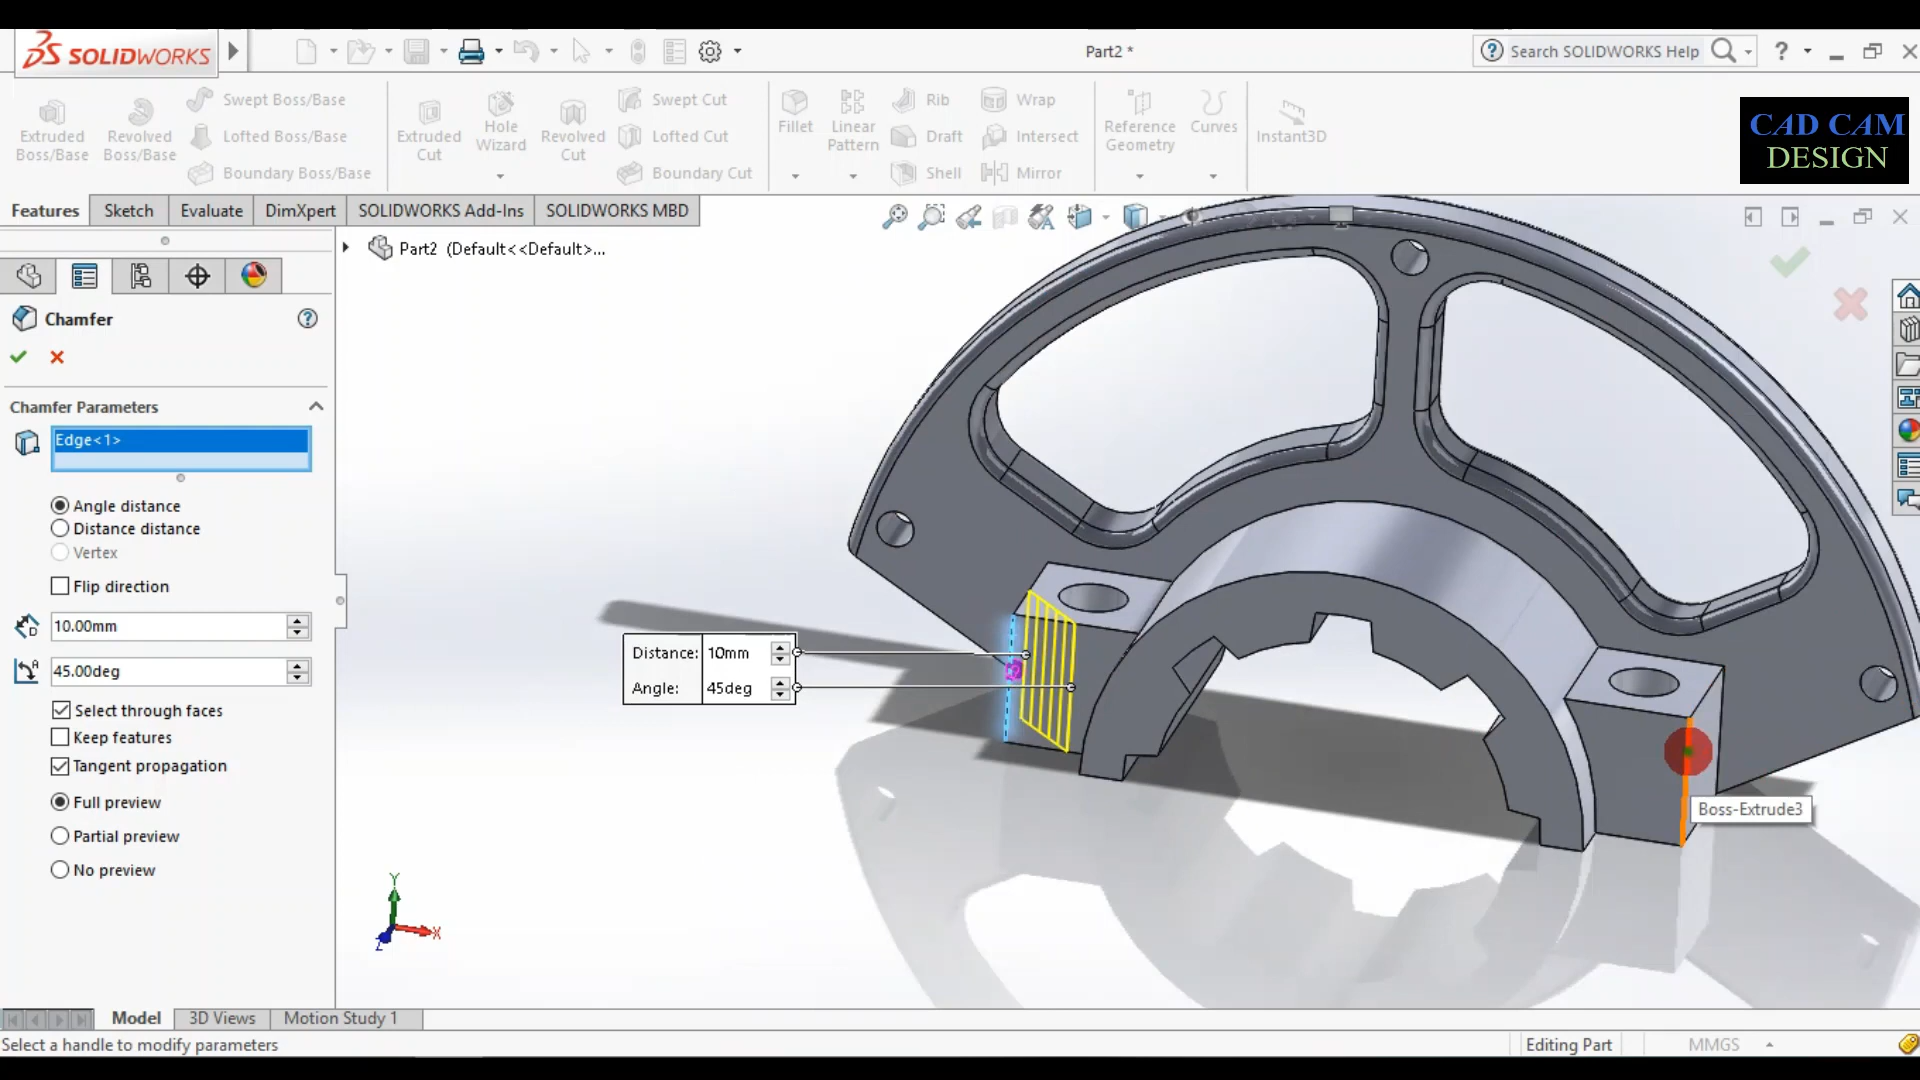 SOLIDWORKS
Part2 *
Search SOLIDWORKS Help
?
CAD CAM
DESIGN
Extruded
Boss/Base
Revolved
Boss/Base
Swept Boss/Base
Lofted Boss/Base
Boundary Boss/Base
Extruded
Cut
Hole
Wizard
Revolved
Cut
Swept Cut
Lofted Cut
Boundary Cut
Fillet
Linear
Pattern
Rib
Draft
Shell
Wrap
Intersect
Mirror
Reference
Geometry
Curves
Instant3D
Features
Sketch
Evaluate
DimXpert
SOLIDWORKS Add-Ins
SOLIDWORKS MBD
Part2 (Default<<Default>...
Chamfer
?
Chamfer Parameters
Edge<1>
Angle distance
Distance distance
Vertex
Flip direction
10.00mm
45.00deg
Select through faces
Keep features
Tangent propagation
Full preview
Partial preview
No preview
Distance: 10mm
Angle: 45deg
Boss-Extrude3
Y
X
Z
Model
3D Views
Motion Study 1
Select a handle to modify parameters
Editing Part
MMGS